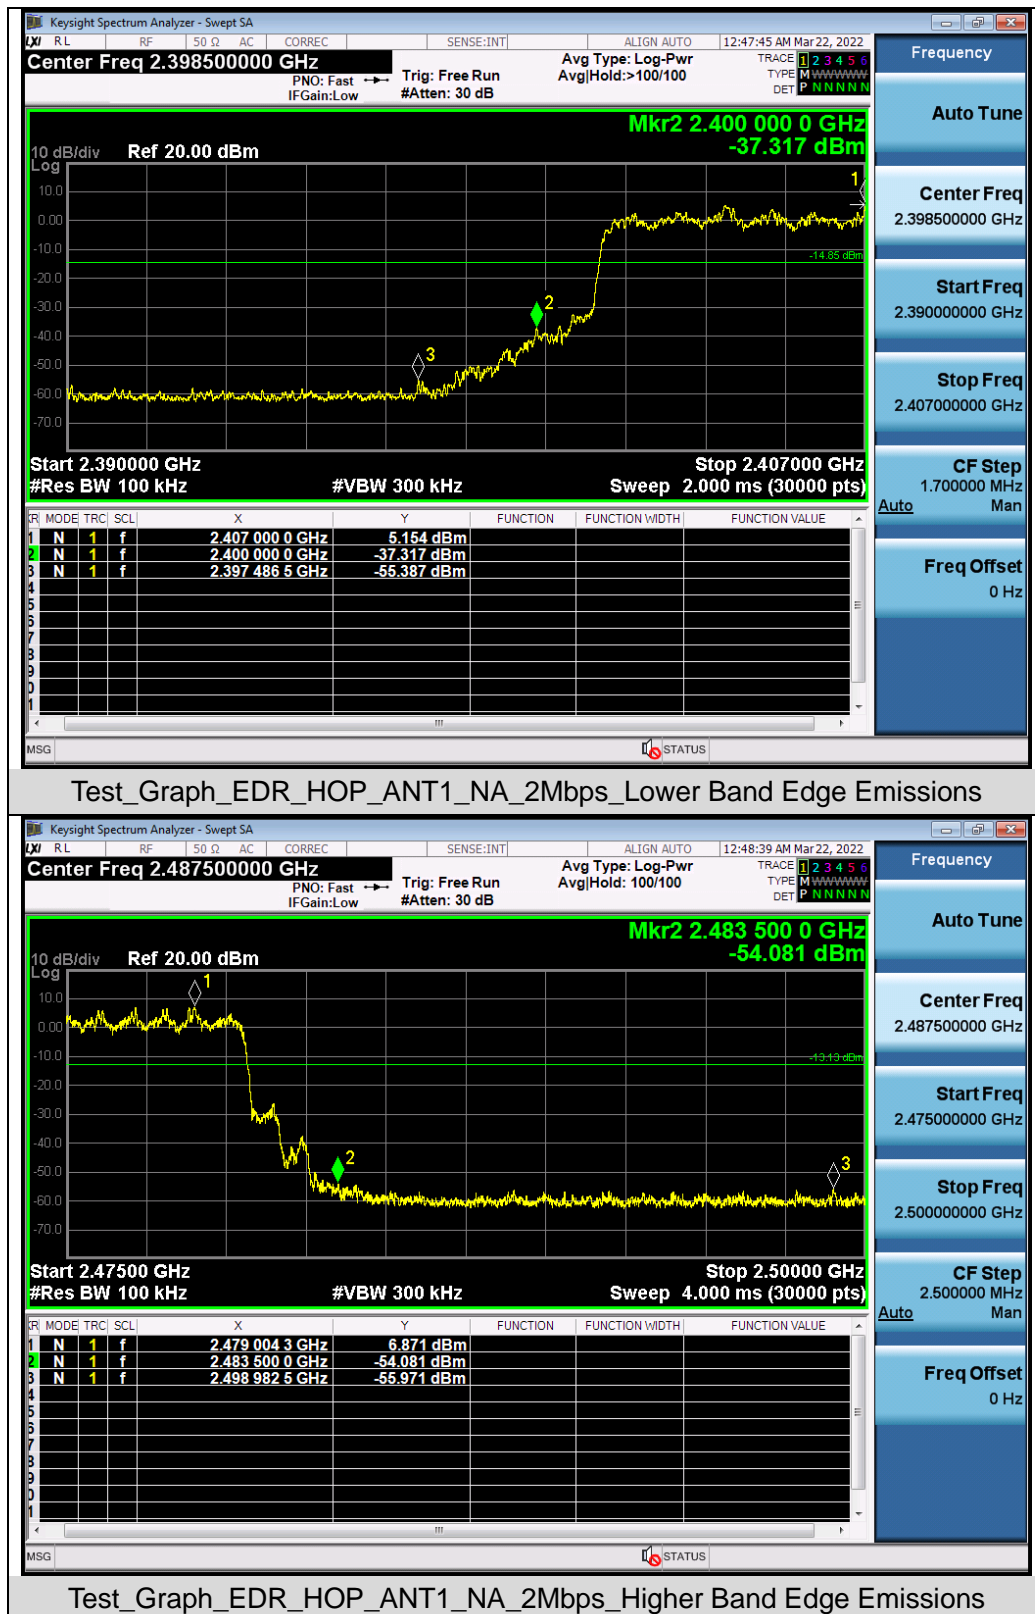 Keysight Spectrum Analyzer - Swept SA
LXI RL RF 50 Ω AC CORREC SENSE:INT ALIGN AUTO 12:47:45 AM Mar 22, 2022
Center Freq 2.398500000 GHz
PNO: Fast
IFGain:Low
Trig: Free Run
#Atten: 30 dB
Avg Type: Log-Pwr
Avg|Hold:>100/100
TRACE 1 2 3 4 5 6
TYPE M W W W W W
DET P N N N N N
Mkr2 2.400 000 0 GHz
-37.317 dBm
10 dB/div Ref 20.00 dBm
Log
10.0
0.00
-10.0
-20.0
-30.0
-40.0
-50.0
-60.0
-70.0
1
-14.85 dBm
2
3
Start 2.390000 GHz Stop 2.407000 GHz
#Res BW 100 kHz #VBW 300 kHz Sweep 2.000 ms (30000 pts)
MODE TRC SCL X Y FUNCTION FUNCTION WIDTH FUNCTION VALUE
1 N 1 f 2.407 000 0 GHz 5.154 dBm
2 N 1 f 2.400 000 0 GHz -37.317 dBm
3 N 1 f 2.397 486 5 GHz -55.387 dBm
4
5
6
7
8
9
0
1
MSG STATUS
Frequency
Auto Tune
Center Freq
2.398500000 GHz
Start Freq
2.390000000 GHz
Stop Freq
2.407000000 GHz
CF Step
1.700000 MHz
Auto Man
Freq Offset
0 Hz
Test_Graph_EDR_HOP_ANT1_NA_2Mbps_Lower Band Edge Emissions
Keysight Spectrum Analyzer - Swept SA
LXI RL RF 50 Ω AC CORREC SENSE:INT ALIGN AUTO 12:48:39 AM Mar 22, 2022
Center Freq 2.487500000 GHz
PNO: Fast
IFGain:Low
Trig: Free Run
#Atten: 30 dB
Avg Type: Log-Pwr
Avg|Hold: 100/100
TRACE 1 2 3 4 5 6
TYPE M W W W W W
DET P N N N N N
Mkr2 2.483 500 0 GHz
-54.081 dBm
10 dB/div Ref 20.00 dBm
Log
10.0
0.00
-10.0
-20.0
-30.0
-40.0
-50.0
-60.0
-70.0
1
-13.13 dBm
2
3
Start 2.47500 GHz Stop 2.50000 GHz
#Res BW 100 kHz #VBW 300 kHz Sweep 4.000 ms (30000 pts)
MODE TRC SCL X Y FUNCTION FUNCTION WIDTH FUNCTION VALUE
1 N 1 f 2.479 004 3 GHz 6.871 dBm
2 N 1 f 2.483 500 0 GHz -54.081 dBm
3 N 1 f 2.498 982 5 GHz -55.971 dBm
4
5
6
7
8
9
0
1
MSG STATUS
Frequency
Auto Tune
Center Freq
2.487500000 GHz
Start Freq
2.475000000 GHz
Stop Freq
2.500000000 GHz
CF Step
2.500000 MHz
Auto Man
Freq Offset
0 Hz
Test_Graph_EDR_HOP_ANT1_NA_2Mbps_Higher Band Edge Emissions